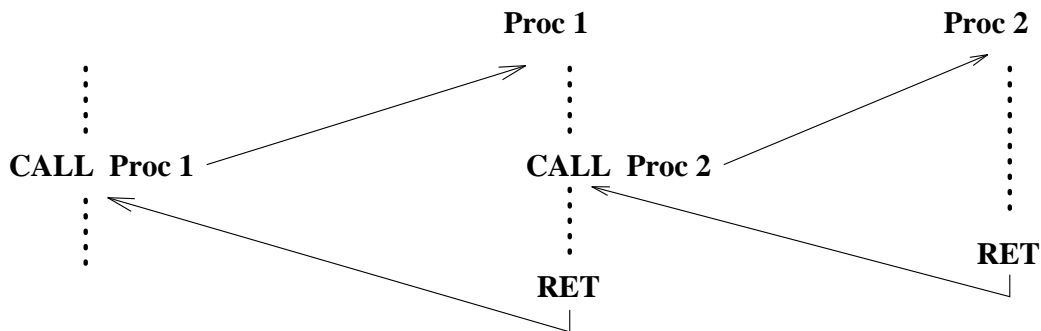 Proc 1
Proc 2
CALL Proc 1
CALL Proc 2
RET
RET